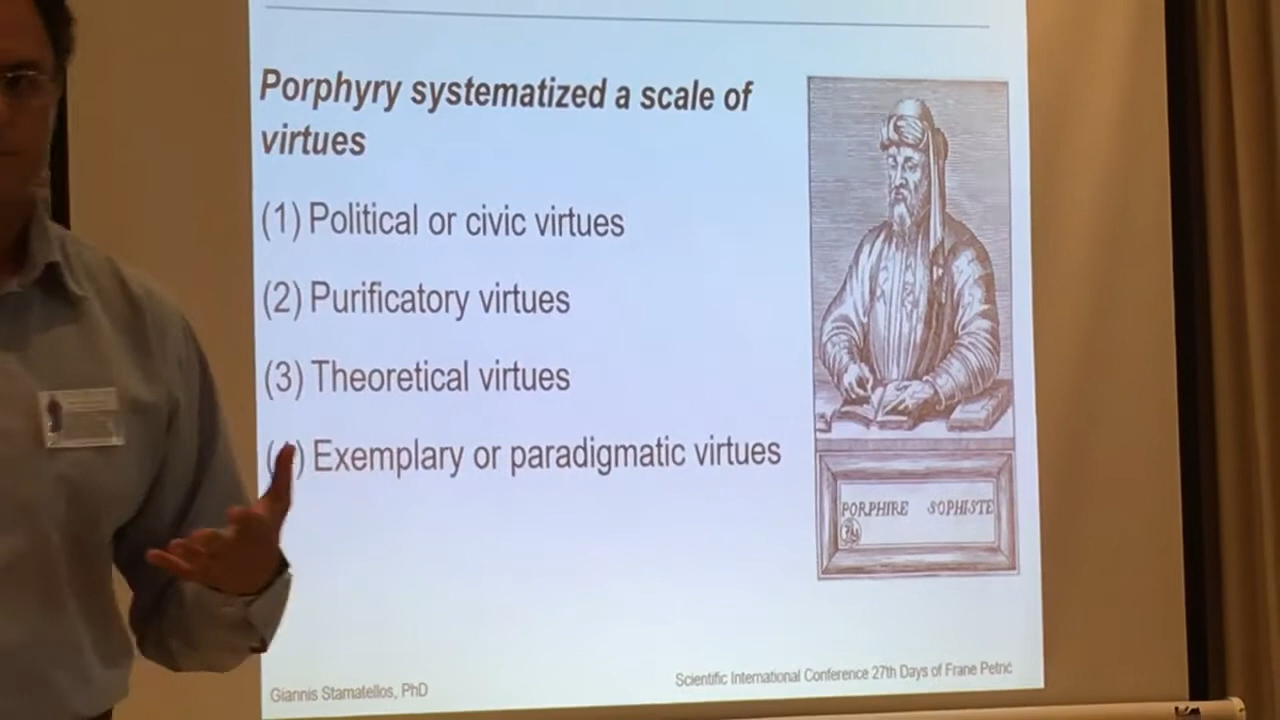 Porphyry systematized a scale of
virtues
(1) Political or civic virtues
(2) Purificatory virtues
(3) Theoretical virtues
) Exemplary or paradigmatic virtues
PORPHIRE SOPHISTE
Giannis Stamatellos, PhD
Scientific International Conference 27th Days of Frane Petrić